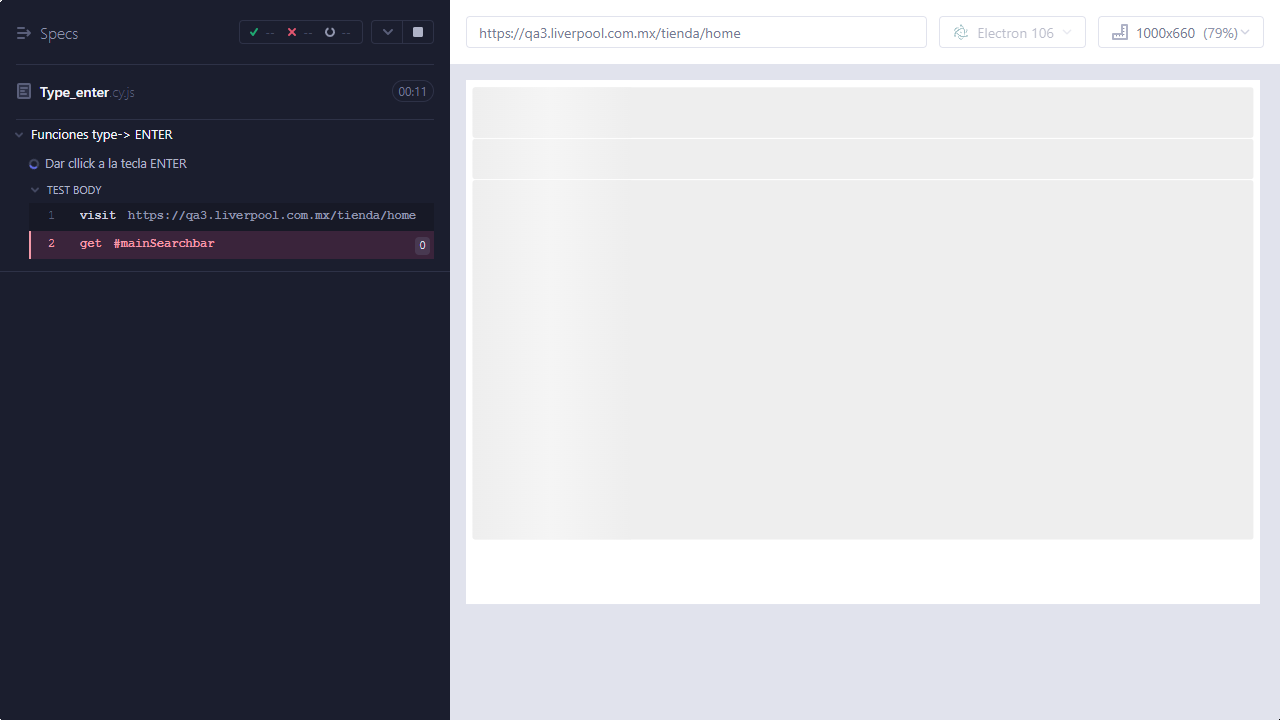 Specs
-- -- --
Type_enter.cy.js 00:11
Funciones type-> ENTER
Dar cllick a la tecla ENTER
TEST BODY
1 visit https://qa3.liverpool.com.mx/tienda/home
2 get #mainSearchbar 0
https://qa3.liverpool.com.mx/tienda/home
Electron 106
1000x660 (79%)